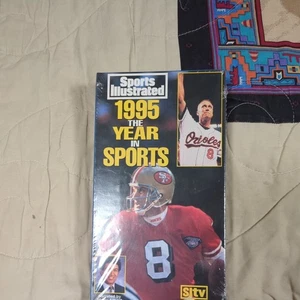 Sports
Illustrated
1995
THE
YEAR
IN
SPORTS
Orioles
8
8
SItv